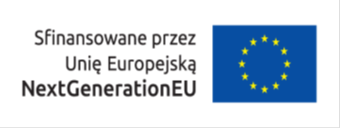 Sfinansowane przez
Unię Europejską
NextGenerationEU